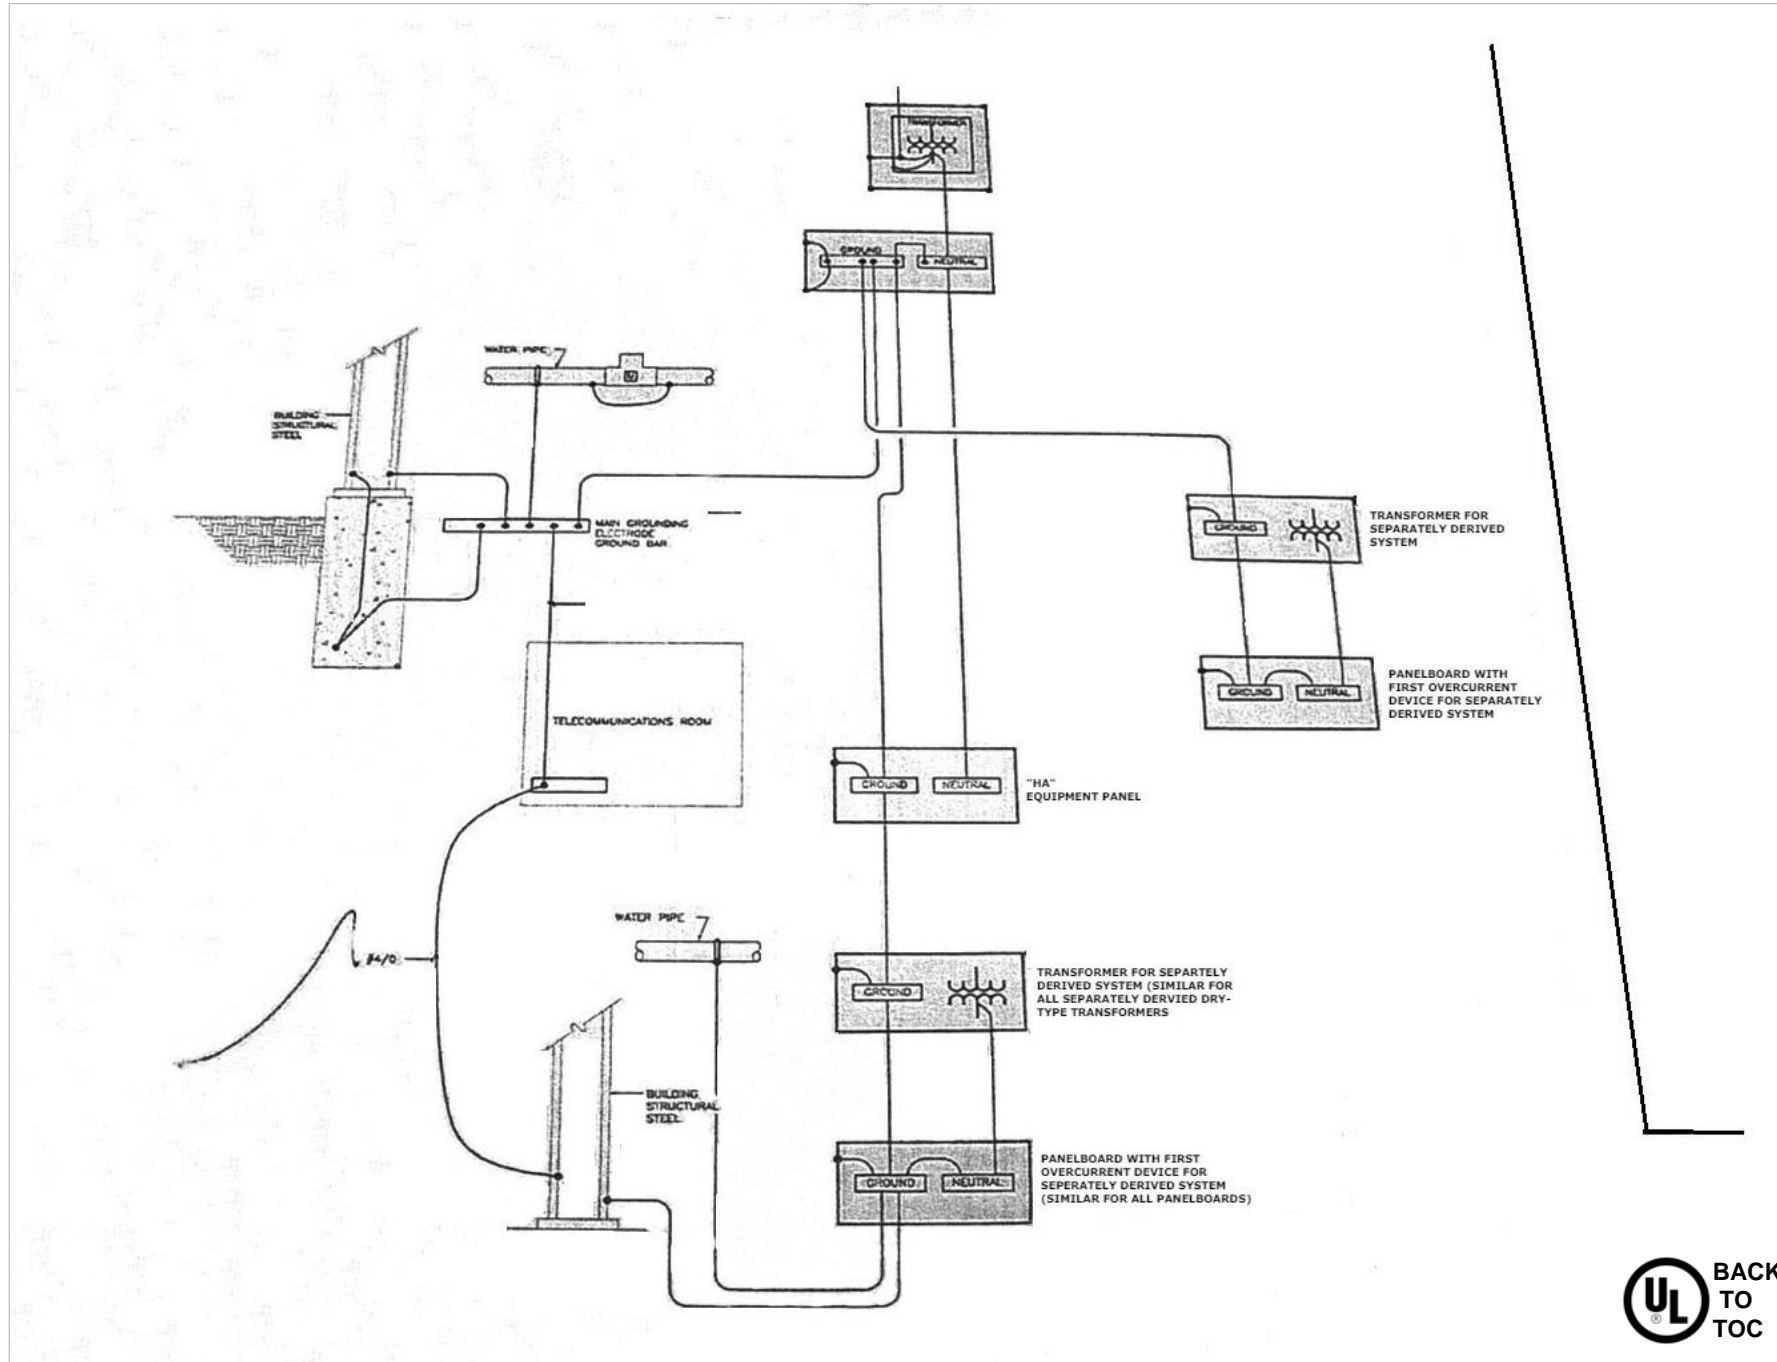 TRANSFORMER
GROUND
NEUTRAL
WATER PIPE
BUILDING
STRUCTURAL
STEEL
MAIN GROUNDING
ELECTRODE
GROUND BAR
GROUND
TRANSFORMER FOR
SEPARATELY DERIVED
SYSTEM
TELECOMMUNICATIONS ROOM
GROUND
NEUTRAL
PANELBOARD WITH
FIRST OVERCURRENT
DEVICE FOR SEPARATELY
DERIVED SYSTEM
GROUND
NEUTRAL
"HA"
EQUIPMENT PANEL
WATER PIPE
GROUND
TRANSFORMER FOR SEPARTELY
DERIVED SYSTEM (SIMILAR FOR
ALL SEPARATELY DERVIED DRY-
TYPE TRANSFORMERS
BUILDING
STRUCTURAL
STEEL
GROUND
NEUTRAL
PANELBOARD WITH FIRST
OVERCURRENT DEVICE FOR
SEPERATELY DERIVED SYSTEM
(SIMILAR FOR ALL PANELBOARDS)
UL
®
BACK
TO
TOC